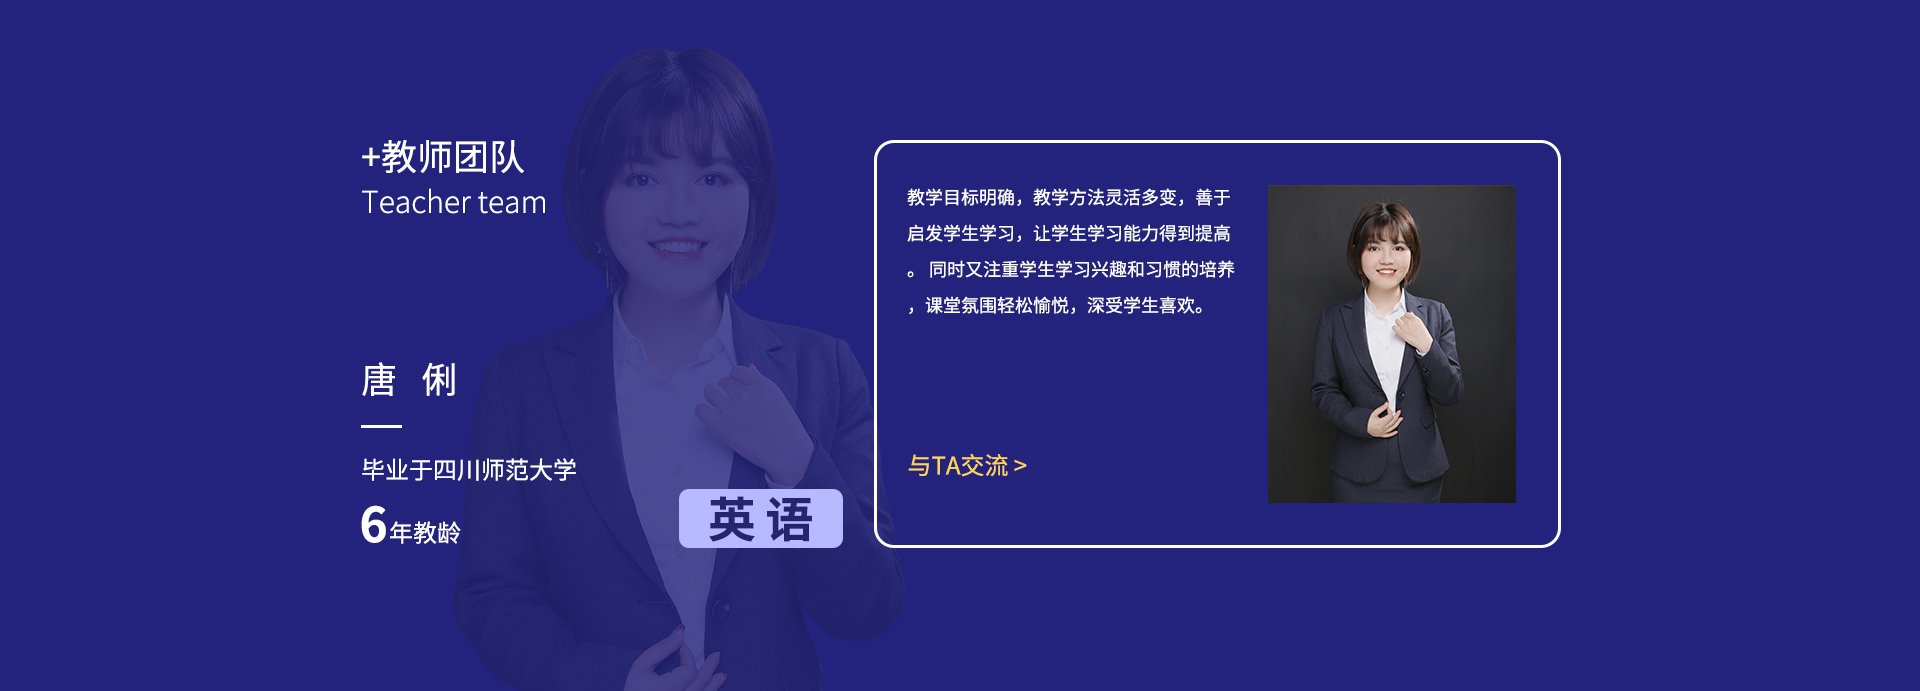 +教师团队
Teacher team
唐 俐
毕业于四川师范大学
6年教龄
英语
教学目标明确，教学方法灵活多变，善于
启发学生学习，让学生学习能力得到提高
。 同时又注重学生学习兴趣和习惯的培养
，课堂氛围轻松愉悦，深受学生喜欢。
与TA交流 >